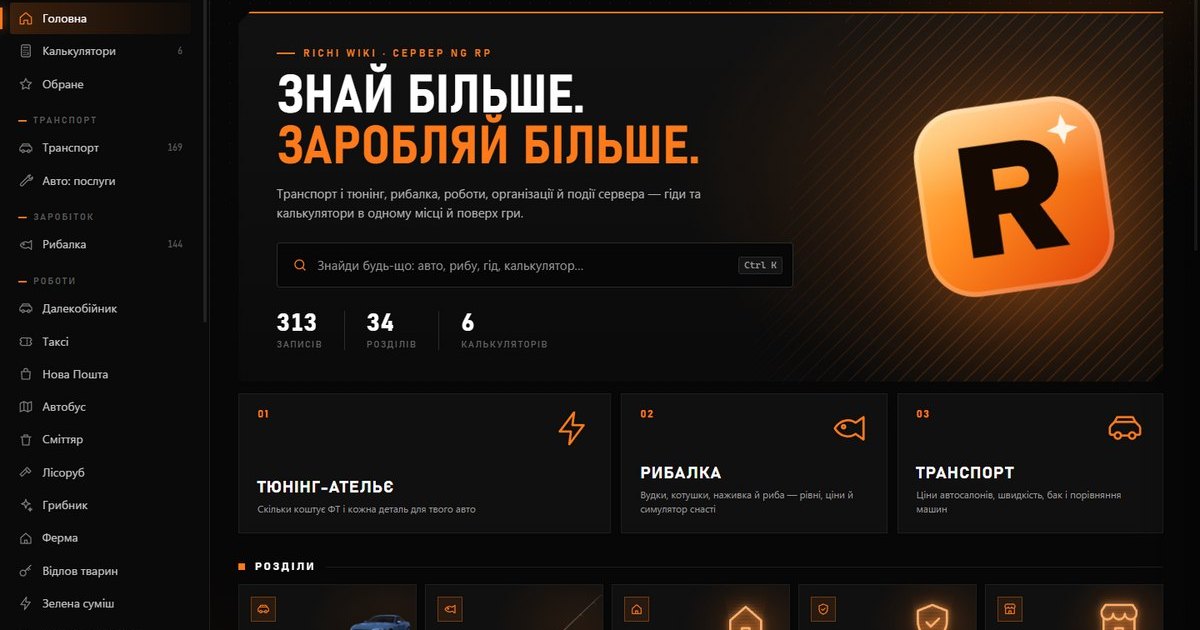 Головна
Калькулятори 6
Обране
ТРАНСПОРТ
Транспорт 169
Авто: послуги
ЗАРОБІТОК
Рибалка 144
РОБОТИ
Далекобійник
Таксі
Нова Пошта
Автобус
Сміттяр
Лісоруб
Грибник
Ферма
Відлов тварин
Зелена суміш
RICHI WIKI · СЕРВЕР NG RP
ЗНАЙ БІЛЬШЕ.
ЗАРОБЛЯЙ БІЛЬШЕ.
Транспорт і тюнінг, рибалка, роботи, організації й події сервера — гіди та
калькулятори в одному місці й поверх гри.
Знайди будь-що: авто, рибу, гід, калькулятор... Ctrl K
313 34 6
ЗАПИСІВ РОЗДІЛІВ КАЛЬКУЛЯТОРІВ
R
01
ТЮНІНГ-АТЕЛЬЄ
Скільки коштує ФТ і кожна деталь для твого авто
02
РИБАЛКА
Вудки, котушки, наживка й риба — рівні, ціни й
симулятор снасті
03
ТРАНСПОРТ
Ціни автосалонів, швидкість, бак і порівняння
машин
РОЗДІЛИ